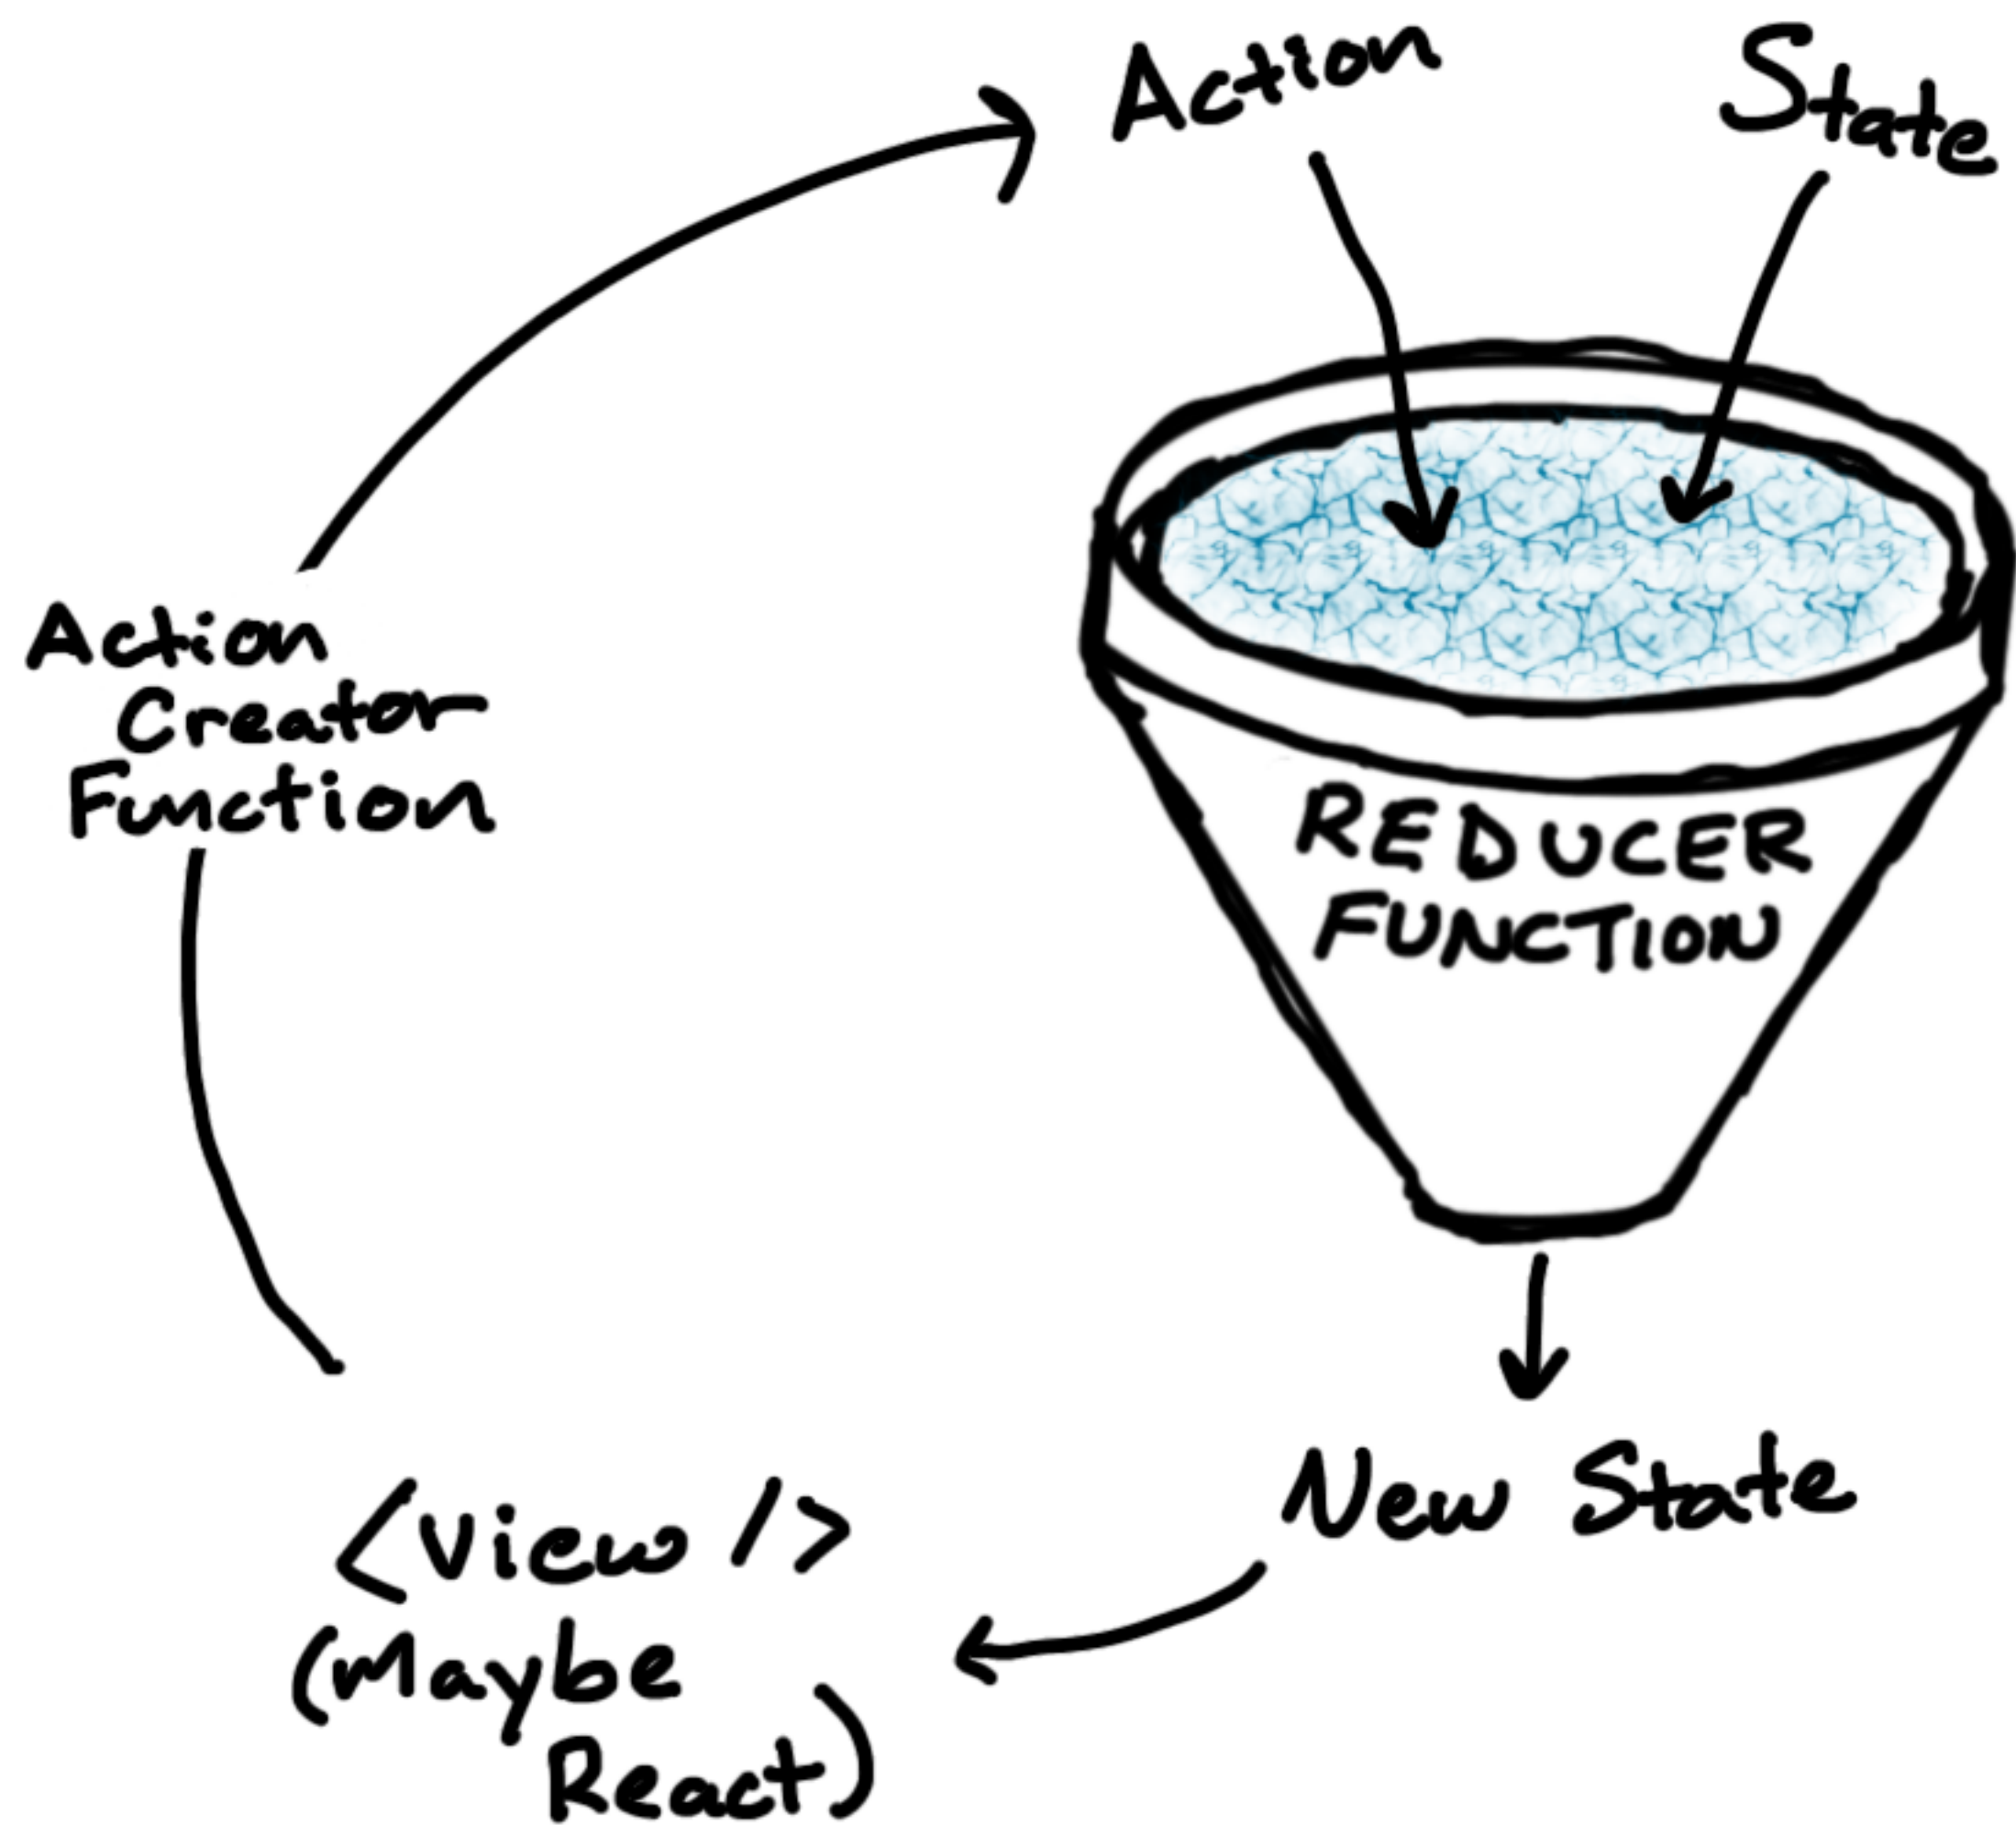 Action
State
Action
Creator
Function
REDUCER
FUNCTION
New State
<View />
(Maybe
React)